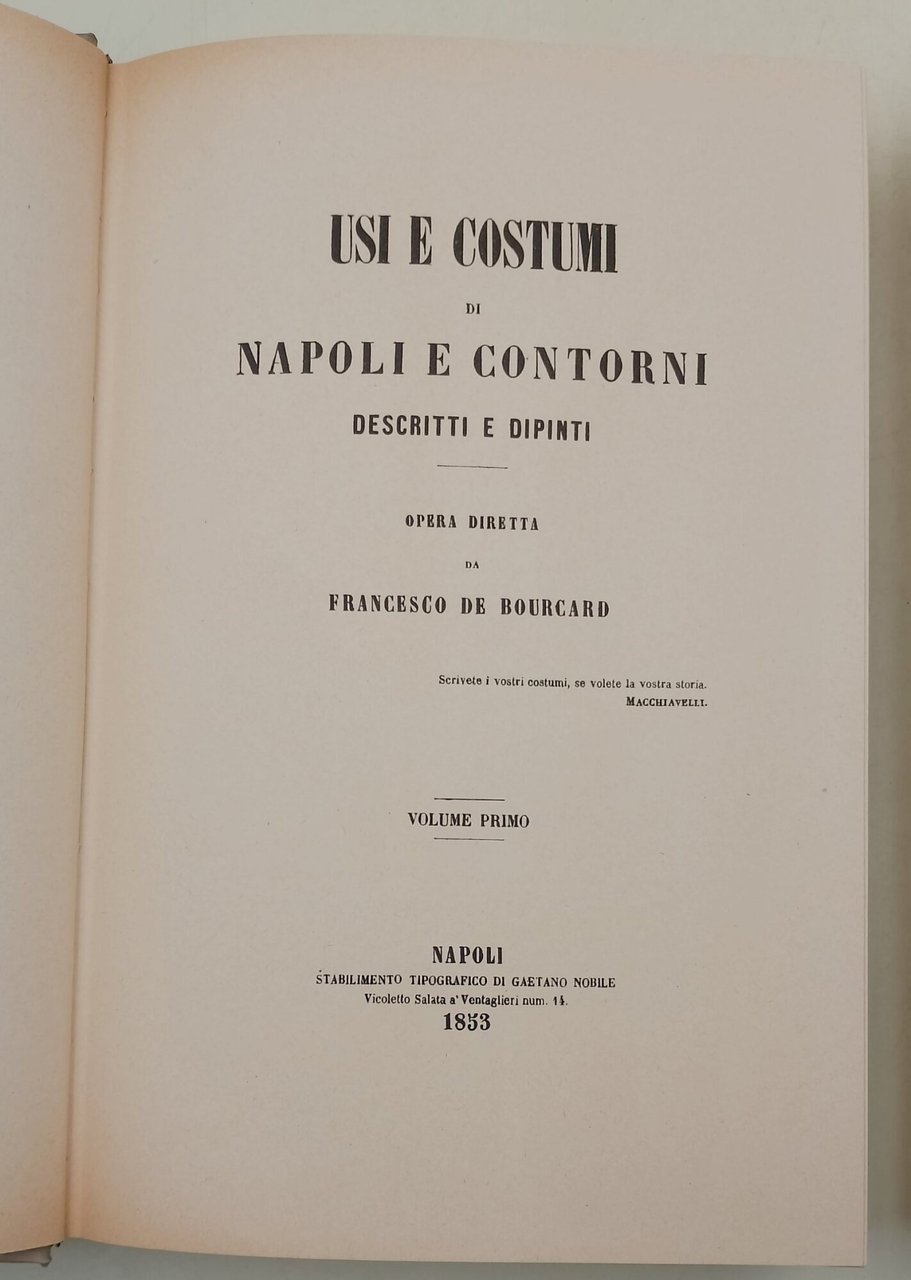 USI E COSTUMI
DI
NAPOLI E CONTORNI
DESCRITTI E DIPINTI
OPERA DIRETTA
DA
FRANCESCO DE BOURCARD
Scrivete i vostri costumi, se volete la vostra storia.
MACCHIAVELLI.
VOLUME PRIMO
NAPOLI
STABILIMENTO TIPOGRAFICO DI GAETANO NOBILE
Vicoletto Salata a' Ventaglieri num. 14.
1853